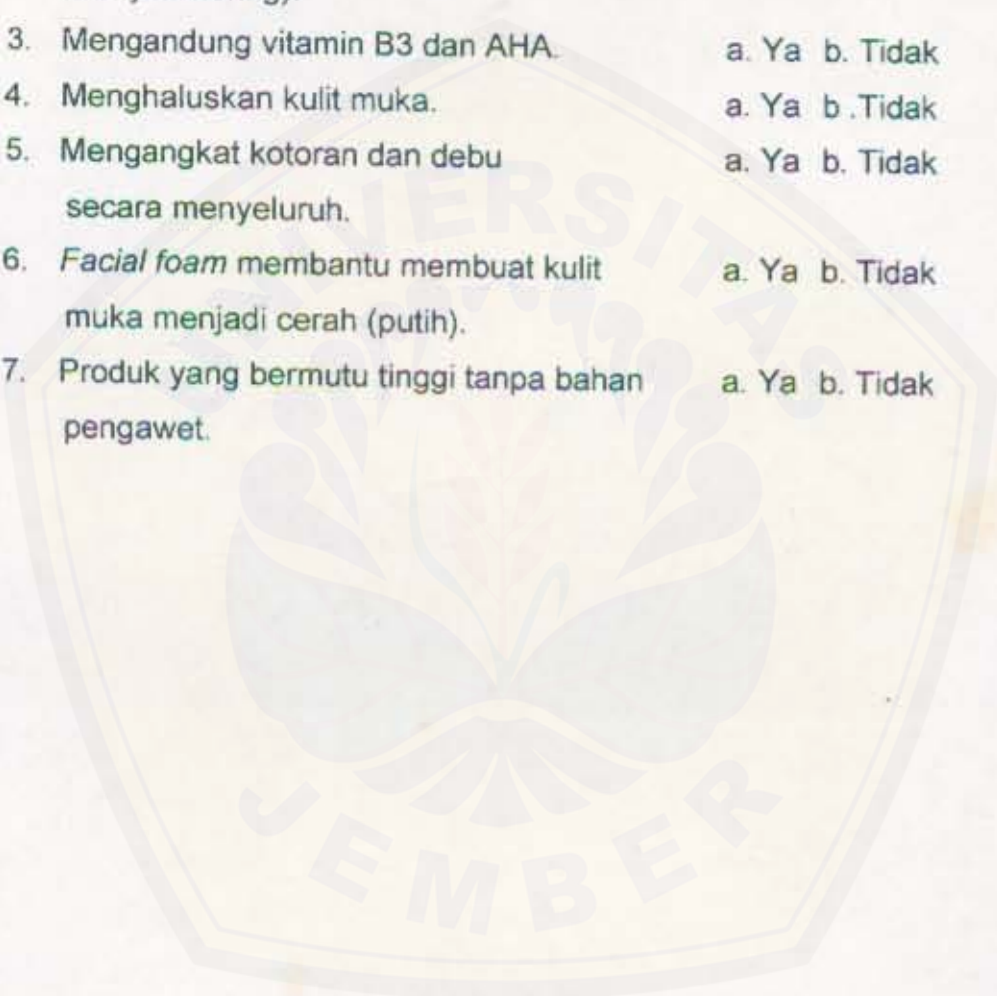 3. Mengandung vitamin B3 dan AHA. a. Ya b. Tidak
4. Menghaluskan kulit muka. a. Ya b .Tidak
5. Mengangkat kotoran dan debu a. Ya b. Tidak
secara menyeluruh.
6. Facial foam membantu membuat kulit a. Ya b. Tidak
muka menjadi cerah (putih).
7. Produk yang bermutu tinggi tanpa bahan a. Ya b. Tidak
pengawet.
UNIVERSITAS
JEMBER